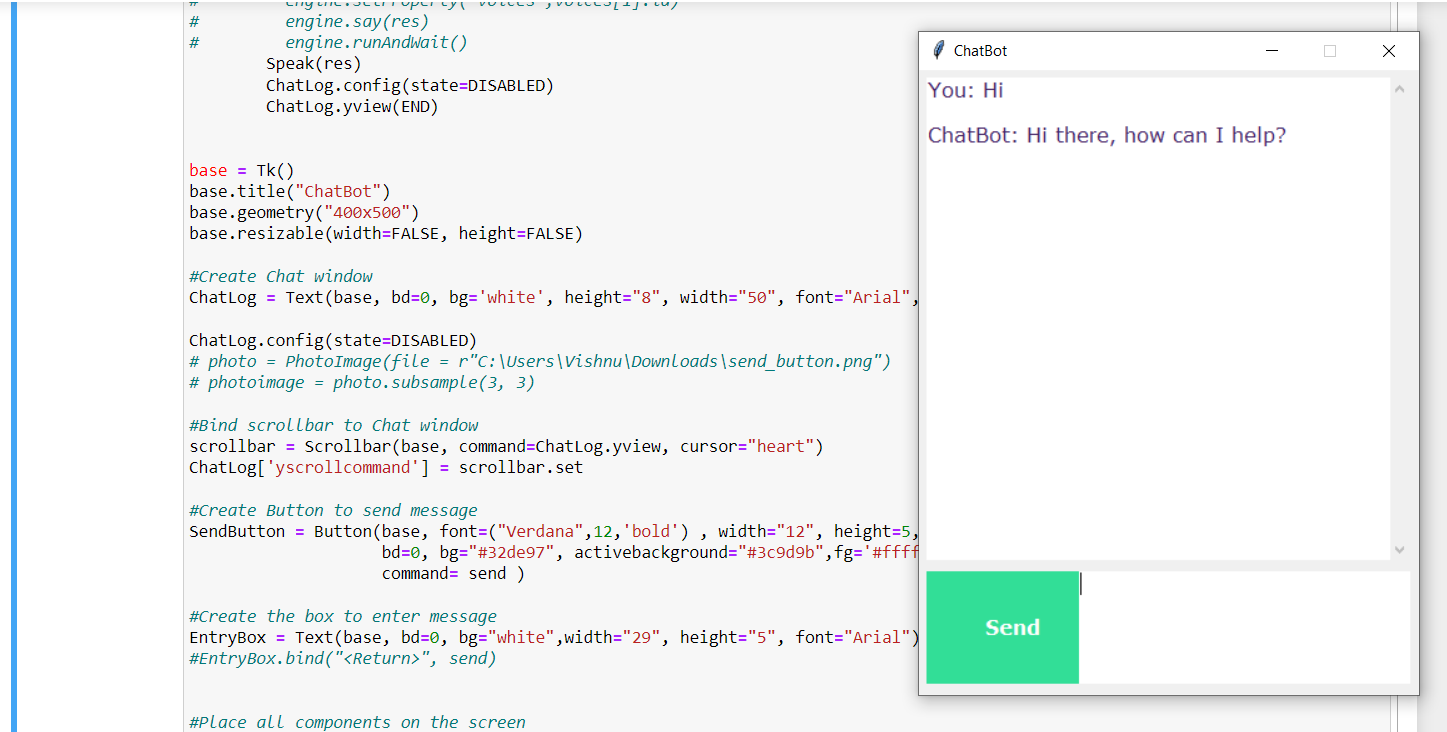 #         engine.setProperty('voices',voices[1].id)
#         engine.say(res)
#         engine.runAndWait()
        Speak(res)
        ChatLog.config(state=DISABLED)
        ChatLog.yview(END)
base = Tk()
base.title("ChatBot")
base.geometry("400x500")
base.resizable(width=FALSE, height=FALSE)
#Create Chat window
ChatLog = Text(base, bd=0, bg='white', height="8", width="50", font="Arial",
ChatLog.config(state=DISABLED)
# photo = PhotoImage(file = r"C:\Users\Vishnu\Downloads\send_button.png")
# photoimage = photo.subsample(3, 3)
#Bind scrollbar to Chat window
scrollbar = Scrollbar(base, command=ChatLog.yview, cursor="heart")
ChatLog['yscrollcommand'] = scrollbar.set
#Create Button to send message
SendButton = Button(base, font=("Verdana",12,'bold') , width="12", height=5,
                    bd=0, bg="#32de97", activebackground="#3c9d9b",fg='#ffff
                    command= send )
#Create the box to enter message
EntryBox = Text(base, bd=0, bg="white",width="29", height="5", font="Arial")
#EntryBox.bind("<Return>", send)
#Place all components on the screen
ChatBot
You: Hi
ChatBot: Hi there, how can I help?
Send